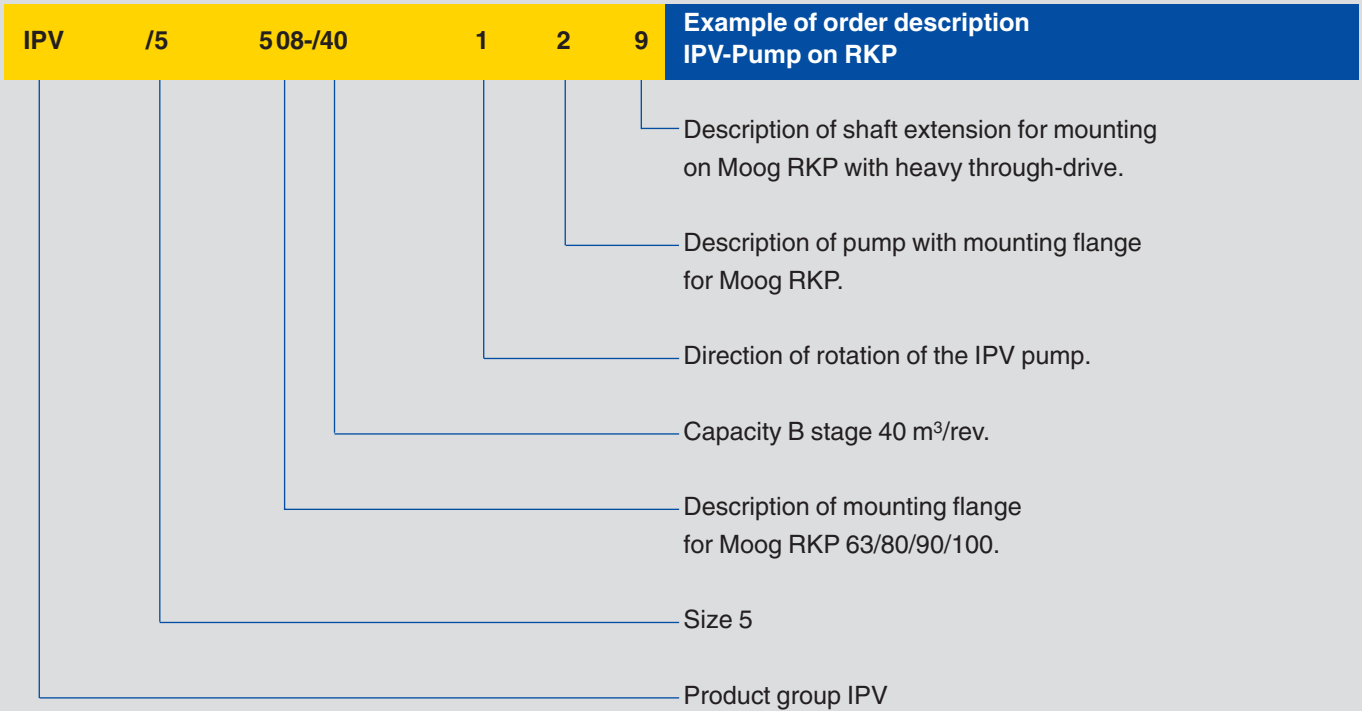 IPV /5 5 08-/40 1 2 9
Example of order description
IPV-Pump on RKP
Description of shaft extension for mounting
on Moog RKP with heavy through-drive.
Description of pump with mounting flange
for Moog RKP.
Direction of rotation of the IPV pump.
Capacity B stage 40 m³/rev.
Description of mounting flange
for Moog RKP 63/80/90/100.
Size 5
Product group IPV